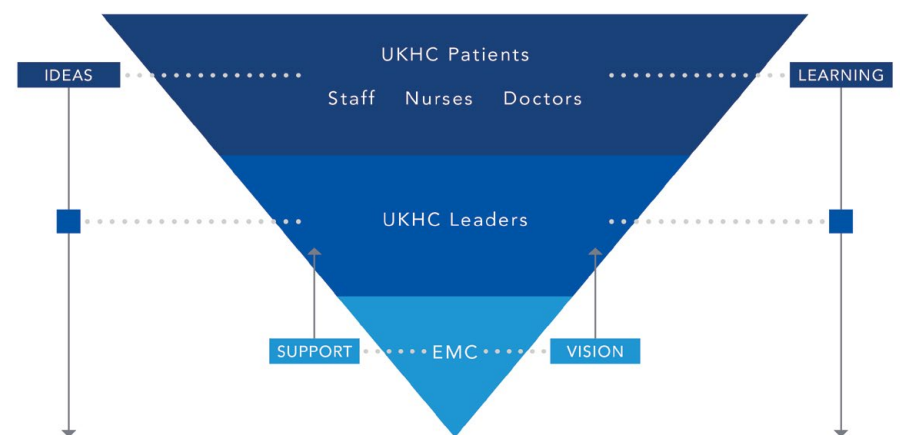 UKHC Patients
IDEAS
LEARNING
Staff Nurses Doctors
UKHC Leaders
SUPPORT EMC VISION